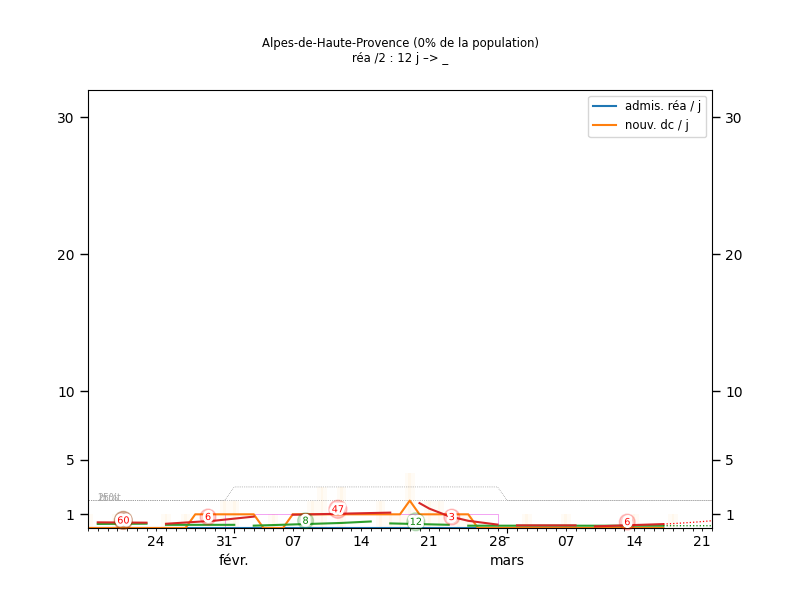 Alpes-de-Haute-Provence (0% de la population)
réa /2 : 12 j –> _
admis. réa / j
nouv. dc / j
30 30
20 20
10 10
5 5
1 1
60 6 8 47 12 3 6
24 31 07 14 21 28 07 14 21
févr. mars